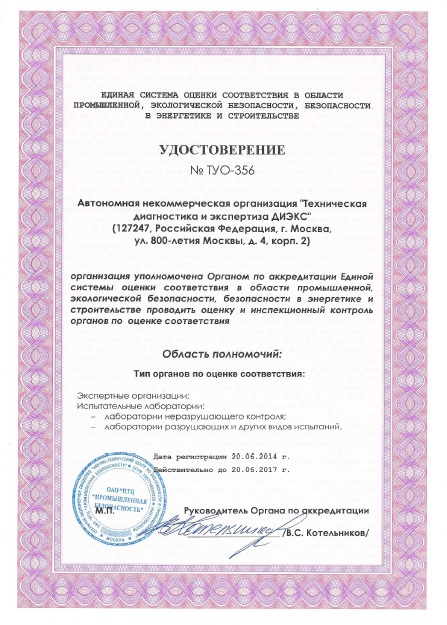 ЕДИНАЯ СИСТЕМА ОЦЕНКИ СООТВЕТСТВИЯ В ОБЛАСТИ
ПРОМЫШЛЕННОЙ, ЭКОЛОГИЧЕСКОЙ БЕЗОПАСНОСТИ, БЕЗОПАСНОСТИ
В ЭНЕРГЕТИКЕ И СТРОИТЕЛЬСТВЕ
УДОСТОВЕРЕНИЕ
№ ТУО-356
Автономная некоммерческая организация "Техническая
диагностика и экспертиза ДИЭКС"
(127247, Российская Федерация, г. Москва,
ул. 800-летия Москвы, д. 4, корп. 2)
организация уполномочена Органом по аккредитации Единой
системы оценки соответствия в области промышленной,
экологической безопасности, безопасности в энергетике и
строительстве проводить оценку и инспекционный контроль
органов по оценке соответствия
Область полномочий:
Тип органов по оценке соответствия:
Экспертные организации;
Испытательные лаборатории:
– лаборатории неразрушающего контроля;
– лаборатории разрушающих и других видов испытаний.
Дата регистрации 20.06.2014 г.
Действительно до 20.06.2017 г.
ОАО "НТЦ
"ПРОМЫШЛЕННАЯ
БЕЗОПАСНОСТЬ"
М.П.
Руководитель Органа по аккредитации
/В.С. Котельников/